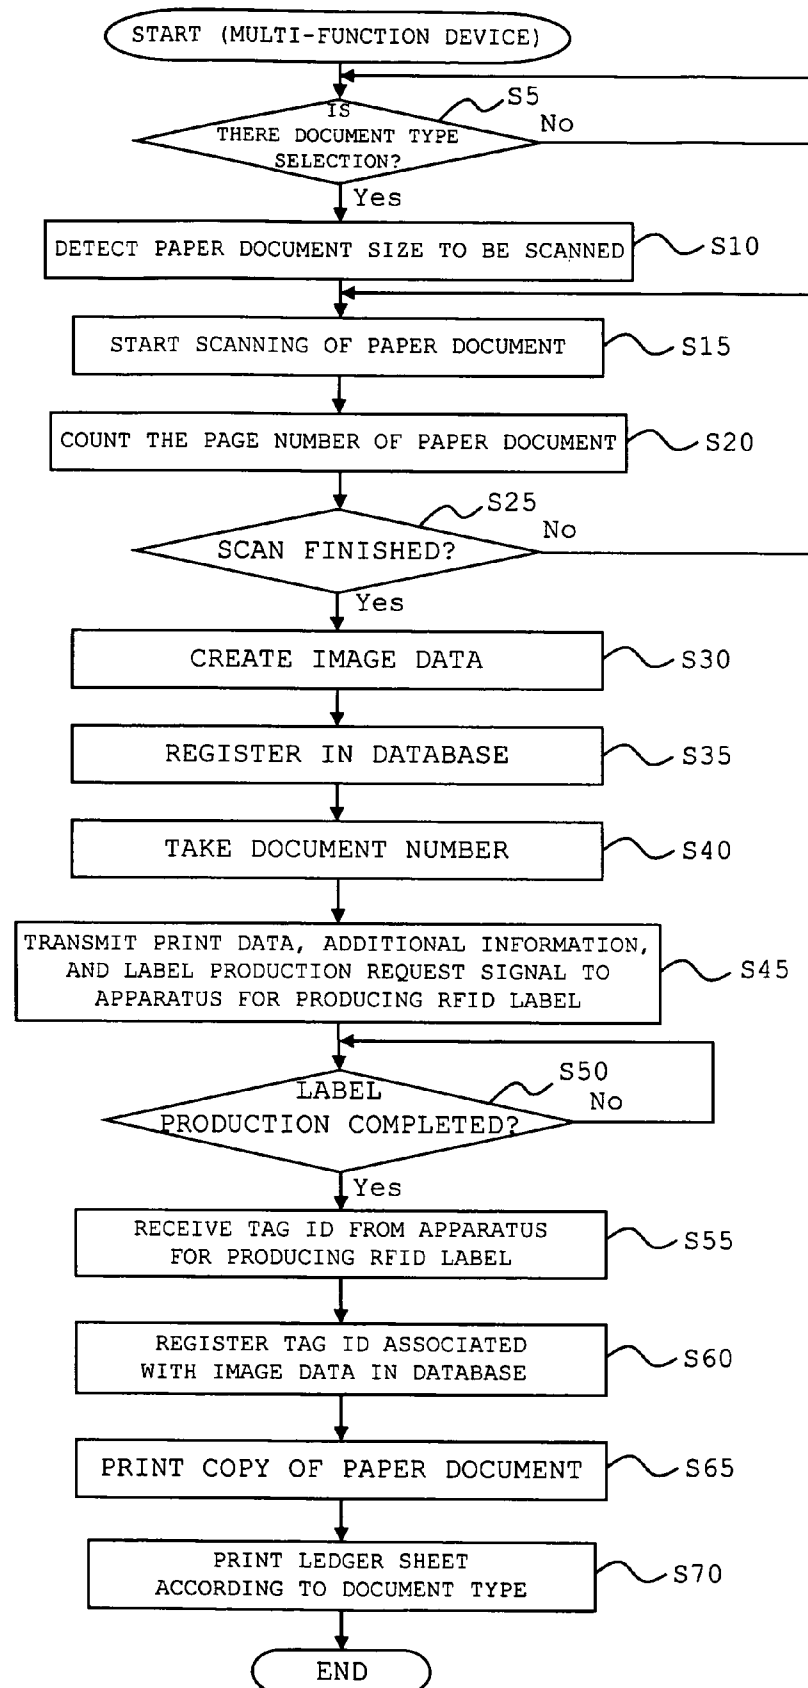 START (MULTI-FUNCTION DEVICE)
S5
IS
THERE DOCUMENT TYPE
SELECTION?
No
Yes
DETECT PAPER DOCUMENT SIZE TO BE SCANNED
S10
START SCANNING OF PAPER DOCUMENT
S15
COUNT THE PAGE NUMBER OF PAPER DOCUMENT
S20
S25
SCAN FINISHED?
No
Yes
CREATE IMAGE DATA
S30
REGISTER IN DATABASE
S35
TAKE DOCUMENT NUMBER
S40
TRANSMIT PRINT DATA, ADDITIONAL INFORMATION,
AND LABEL PRODUCTION REQUEST SIGNAL TO
APPARATUS FOR PRODUCING RFID LABEL
S45
S50
LABEL
PRODUCTION COMPLETED?
No
Yes
RECEIVE TAG ID FROM APPARATUS
FOR PRODUCING RFID LABEL
S55
REGISTER TAG ID ASSOCIATED
WITH IMAGE DATA IN DATABASE
S60
PRINT COPY OF PAPER DOCUMENT
S65
PRINT LEDGER SHEET
ACCORDING TO DOCUMENT TYPE
S70
END